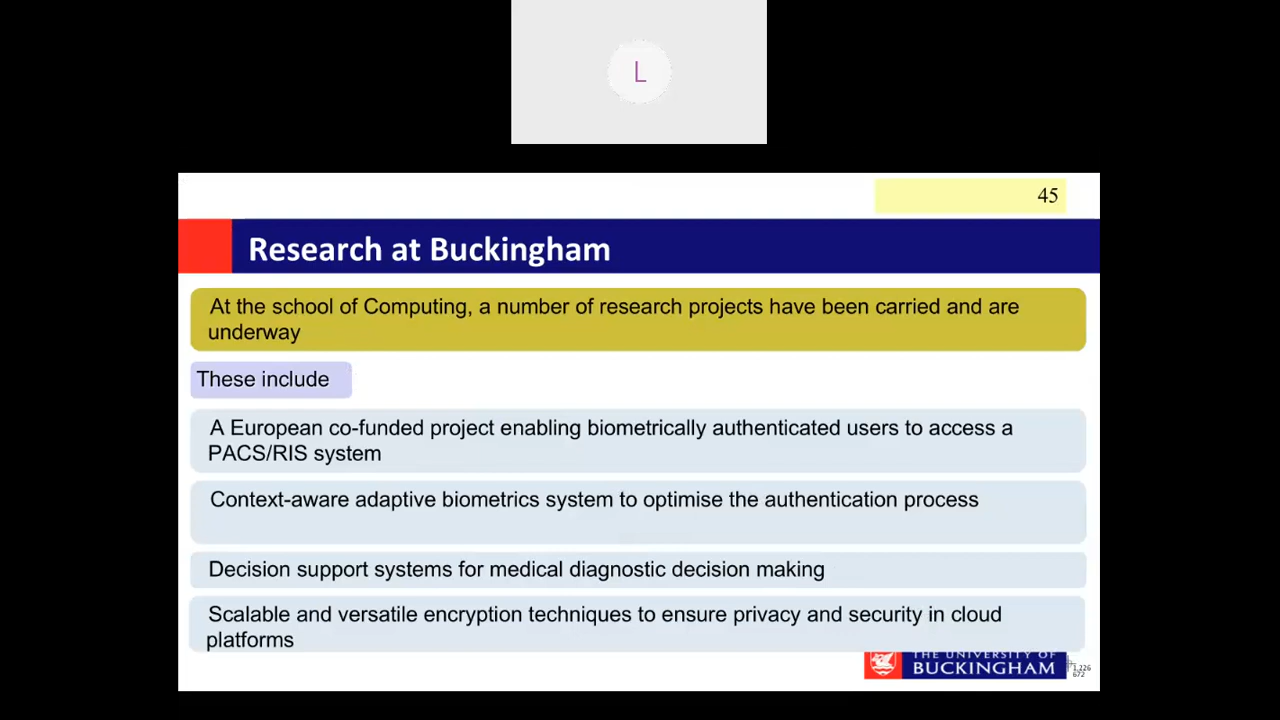 L
45
Research at Buckingham
At the school of Computing, a number of research projects have been carried and are
underway
These include
A European co-funded project enabling biometrically authenticated users to access a
PACS/RIS system
Context-aware adaptive biometrics system to optimise the authentication process
Decision support systems for medical diagnostic decision making
Scalable and versatile encryption techniques to ensure privacy and security in cloud
platforms
THE UNIVERSITY OF
BUCKINGHAM
1,226
672